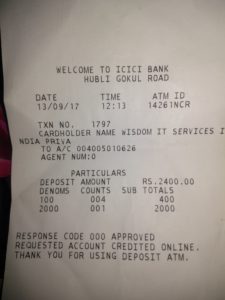 WELCOME TO ICICI BANK
HUBLI GOKUL ROAD
DATE TIME ATM ID
13/09/17 12:13 14261NCR
TXN NO. 1797
CARDHOLDER NAME WISDOM IT SERVICES I
NDIA PRIVA
TO A/C 004005010626
AGENT NUM:0
PARTICULARS
DEPOSIT AMOUNT RS.2400.00
DENOMS COUNTS SUB TOTALS
100 004 400
2000 001 2000
RESPONSE CODE 000 APPROVED
REQUESTED ACCOUNT CREDITED ONLINE.
THANK YOU FOR USING DEPOSIT ATM.